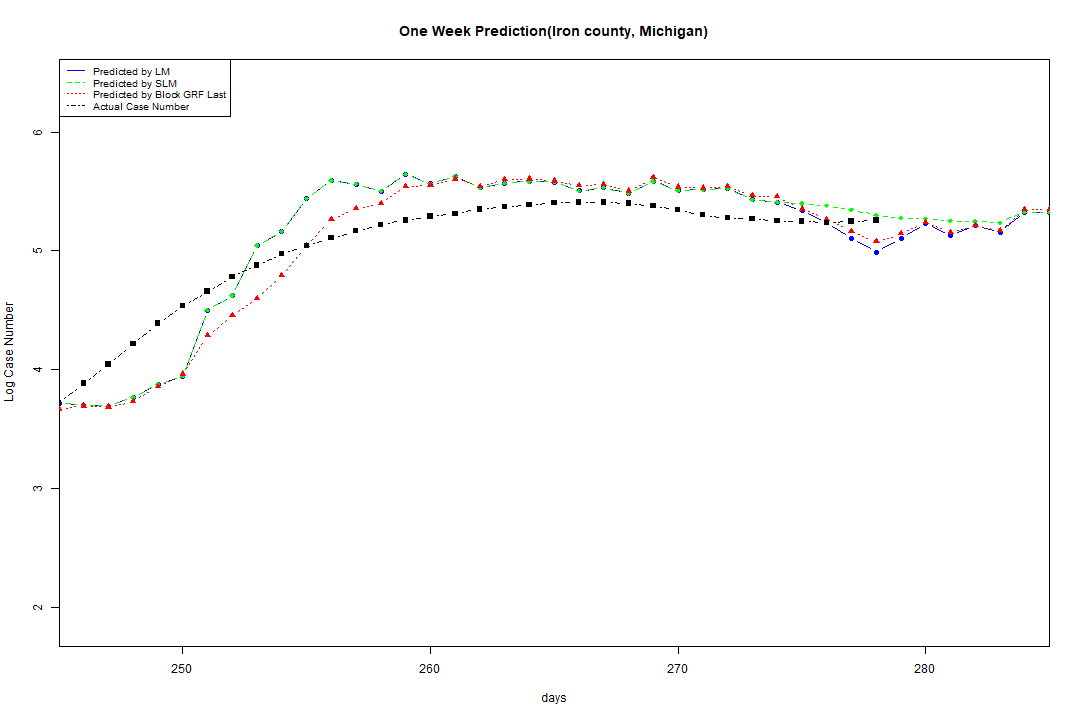 One Week Prediction(Iron county, Michigan)
Predicted by LM
Predicted by SLM
Predicted by Block GRF Last
Actual Case Number
6
5
4
3
2
Log Case Number
250 260 270 280
days